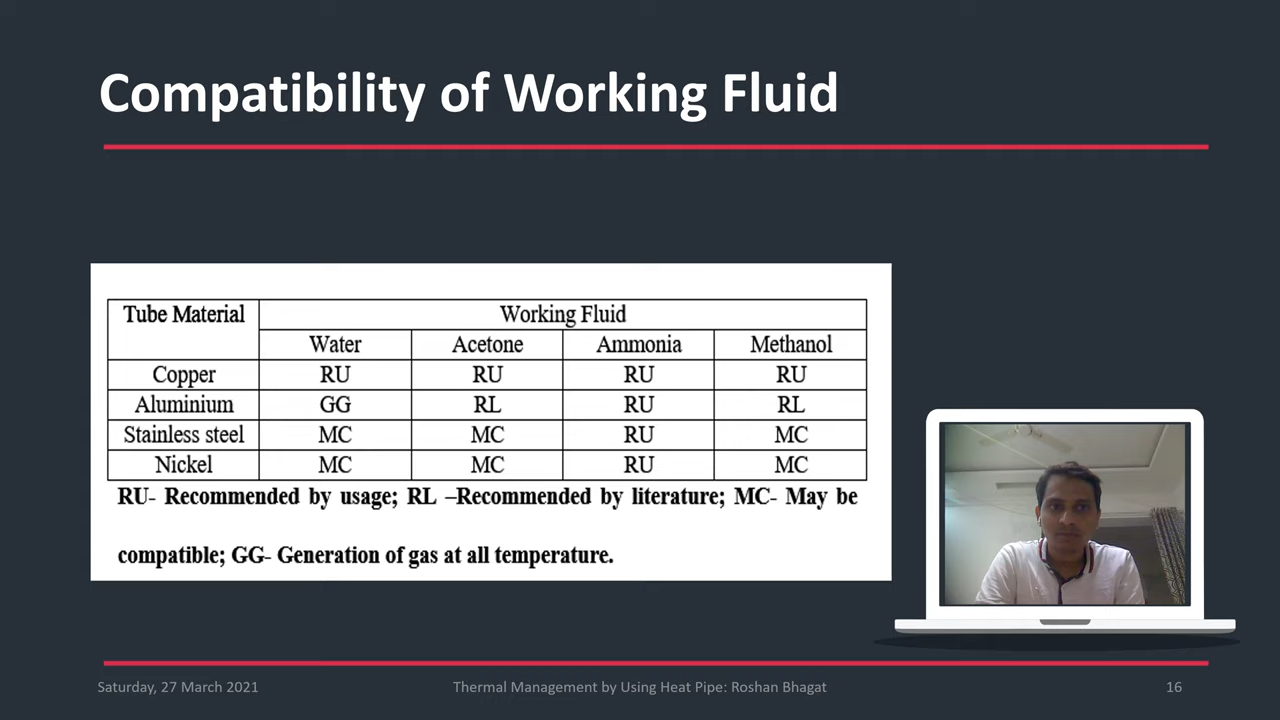 Compatibility of Working Fluid
Tube Material Working Fluid
Water Acetone Ammonia Methanol
Copper RU RU RU RU
Aluminium GG RL RU RL
Stainless steel MC MC RU MC
Nickel MC MC RU MC
RU- Recommended by usage; RL –Recommended by literature; MC- May be
compatible; GG- Generation of gas at all temperature.
Saturday, 27 March 2021 Thermal Management by Using Heat Pipe: Roshan Bhagat 16